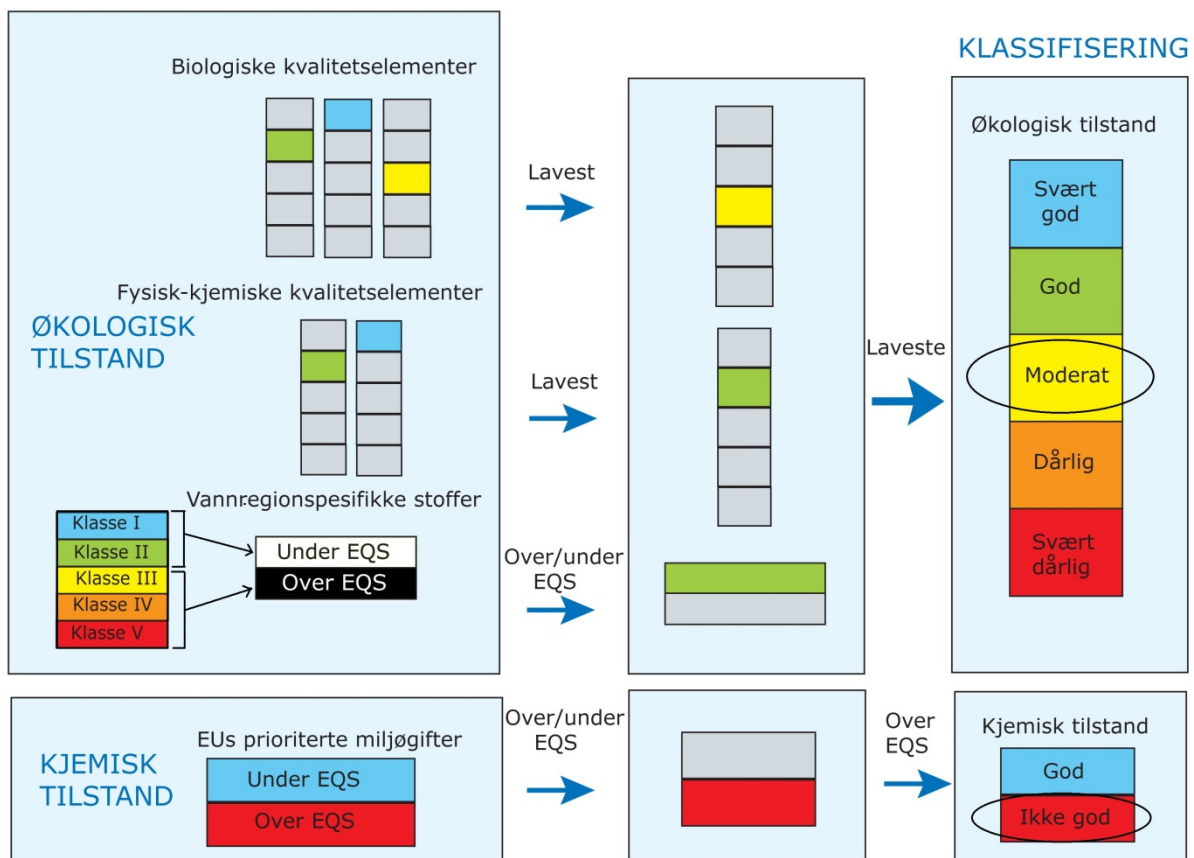 KLASSIFISERING
Biologiske kvalitetselementer
Lavest
Økologisk tilstand
Svært
god
God
Moderat
Dårlig
Svært
dårlig
Fysisk-kjemiske kvalitetselementer
ØKOLOGISK
TILSTAND
Lavest
Laveste
Vannregionspesifikke stoffer
Klasse I
Klasse II
Klasse III
Klasse IV
Klasse V
Under EQS
Over EQS
Over/under
EQS
KJEMISK
TILSTAND
EUs prioriterte miljøgifter
Under EQS
Over EQS
Over/under
EQS
Over
EQS
Kjemisk tilstand
God
Ikke god